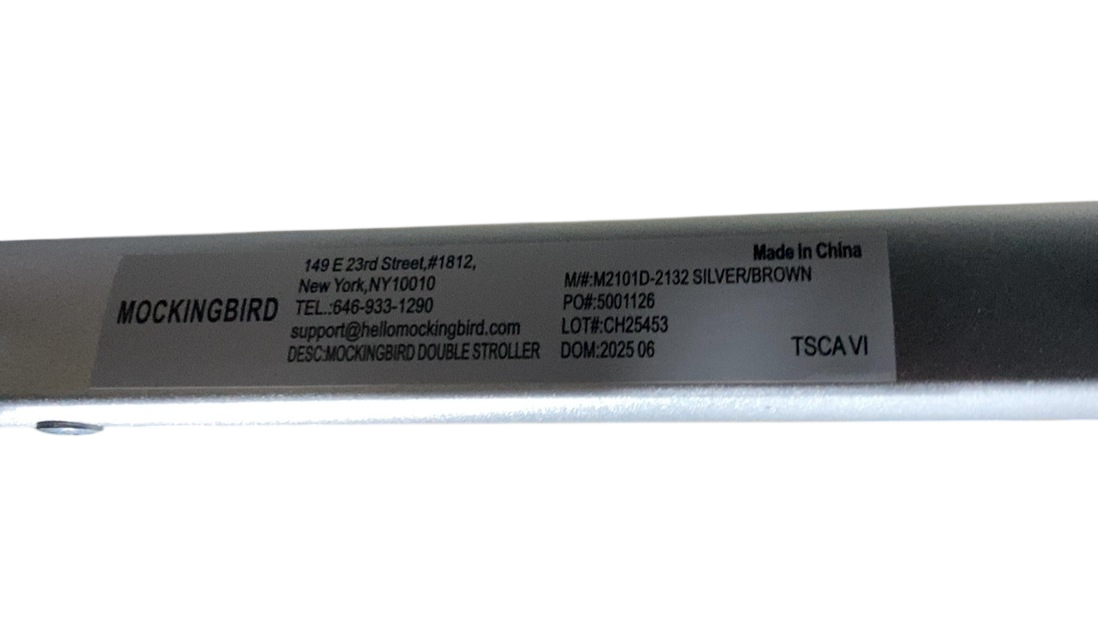 MOCKINGBIRD
149 E 23rd Street,#1812,
New York,NY10010
TEL.:646-933-1290
support@hellomockingbird.com
DESC:MOCKINGBIRD DOUBLE STROLLER
Made In China
M/#:M2101D-2132 SILVER/BROWN
PO#:5001126
LOT#:CH25453
DOM:2025 06
TSCA VI